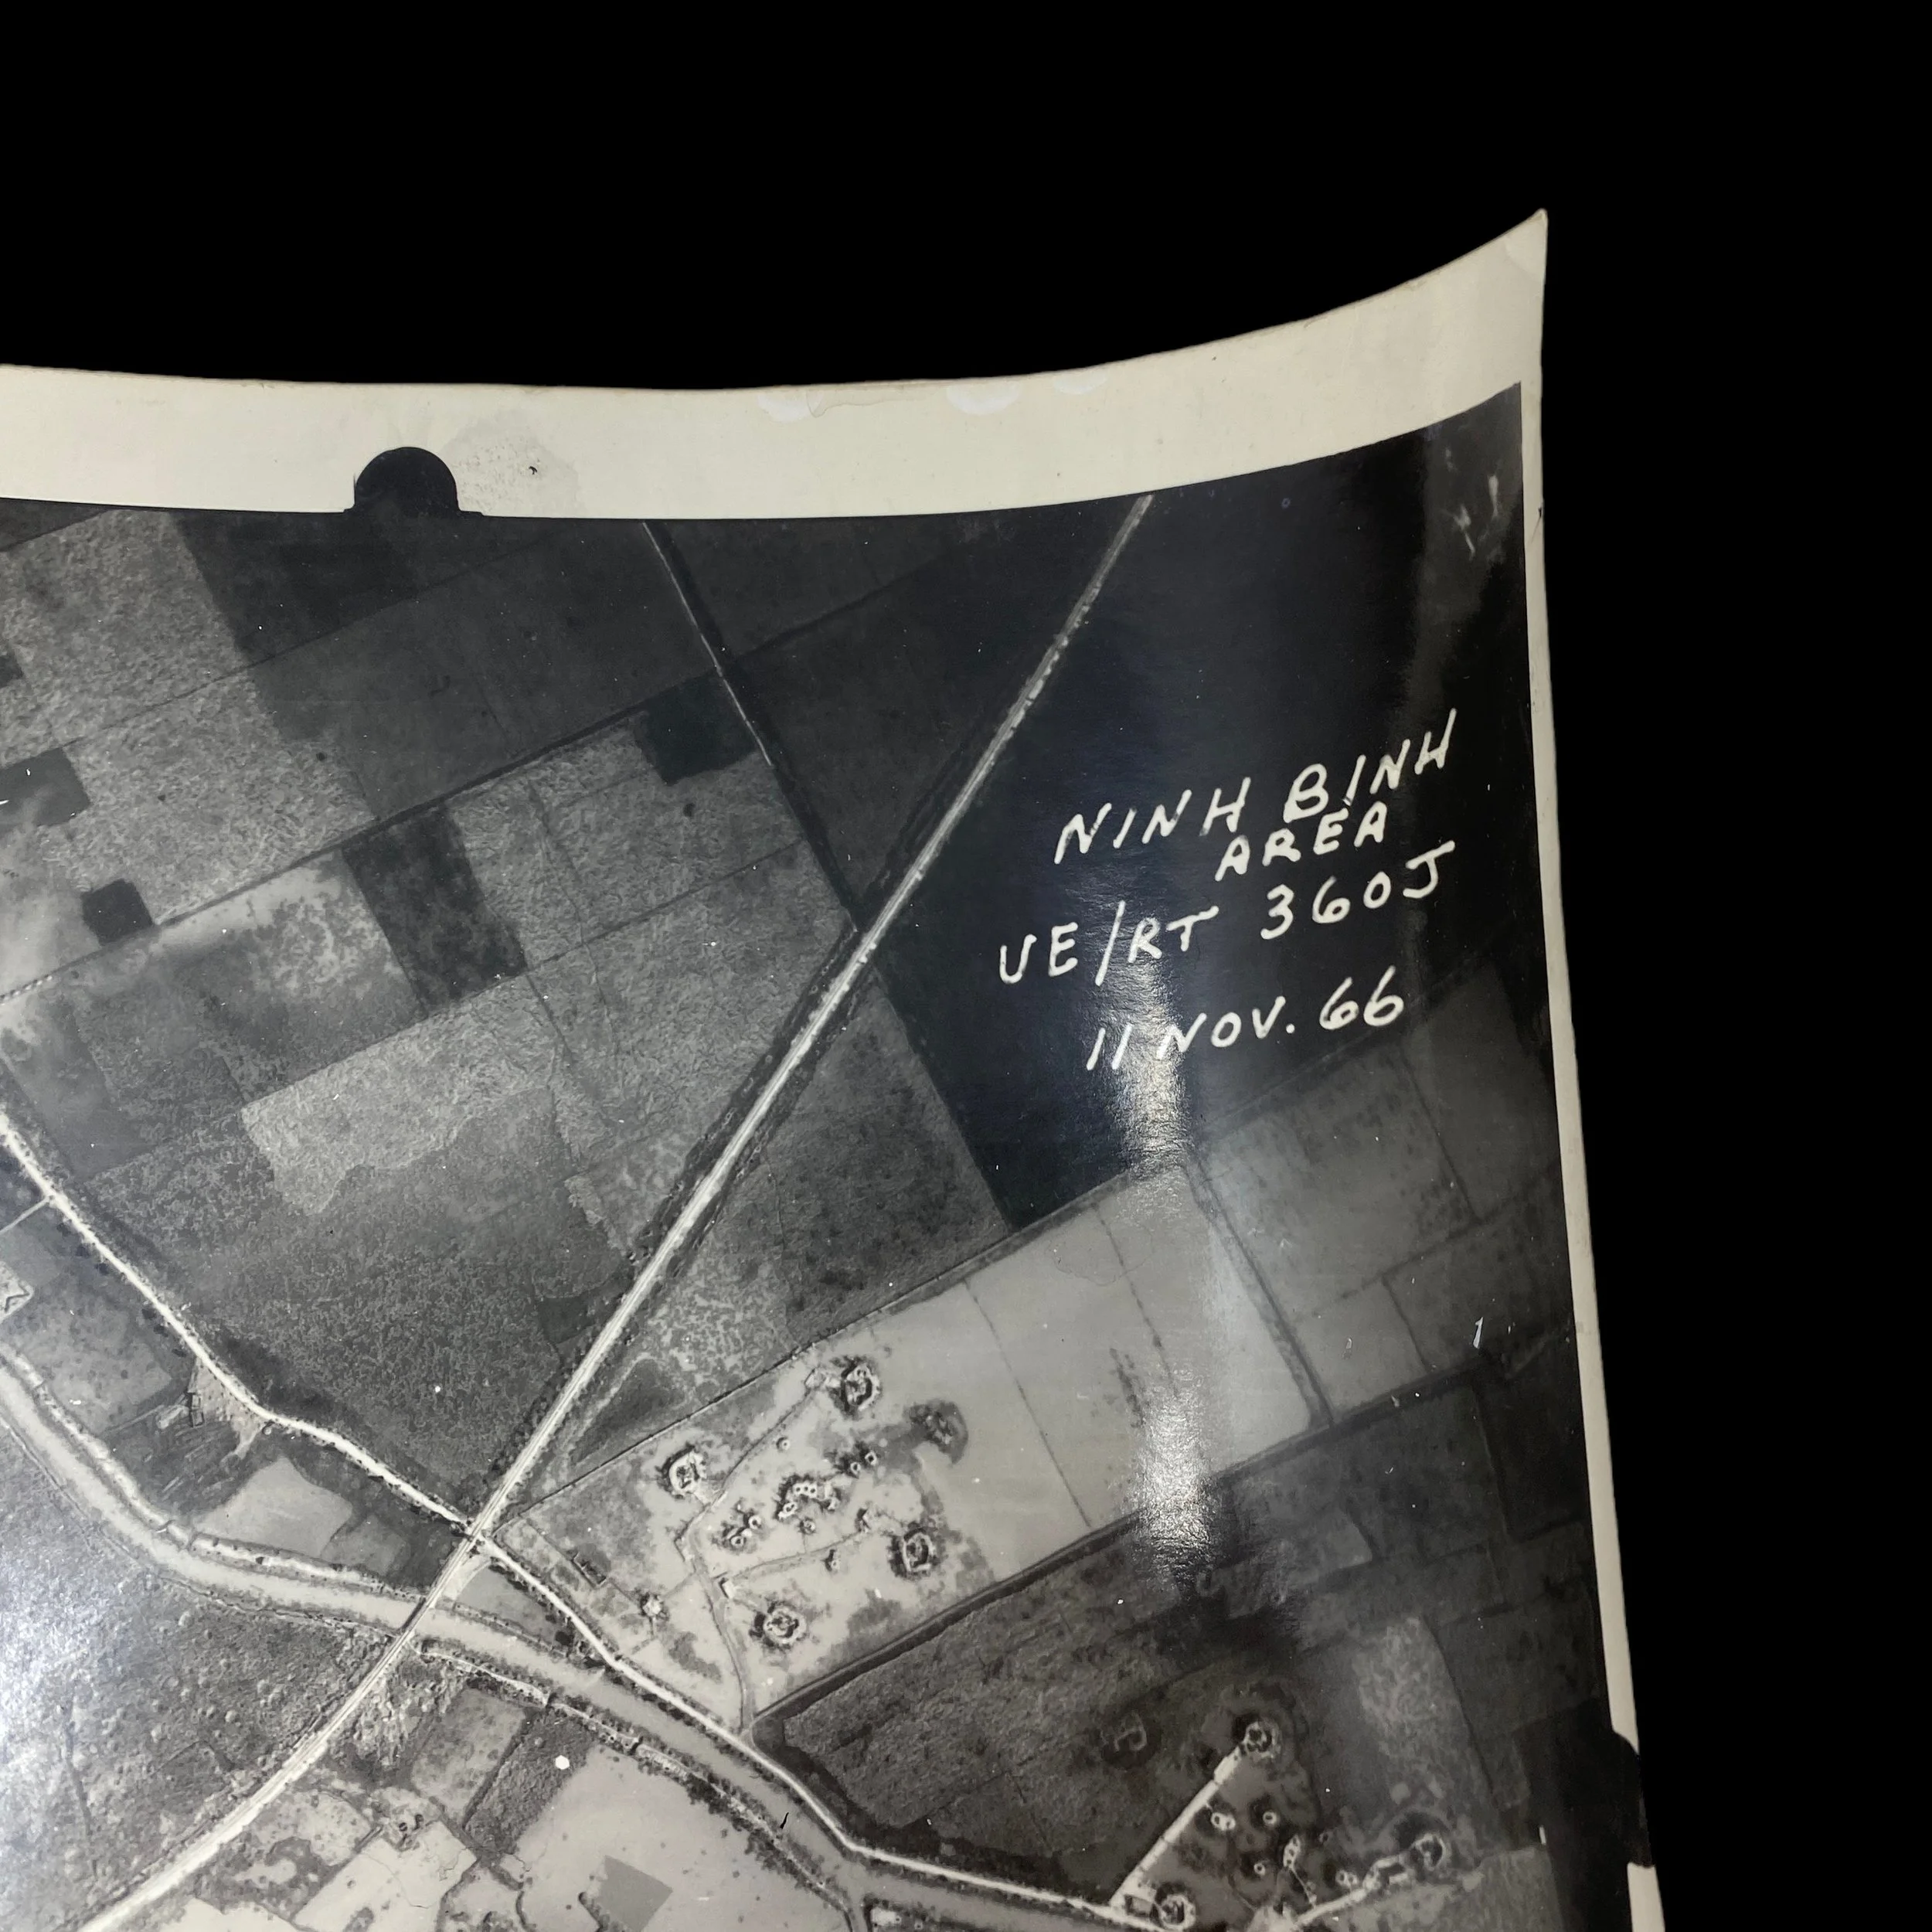 NINH BINH
AREA
UE/RT 360J
11 NOV. 66